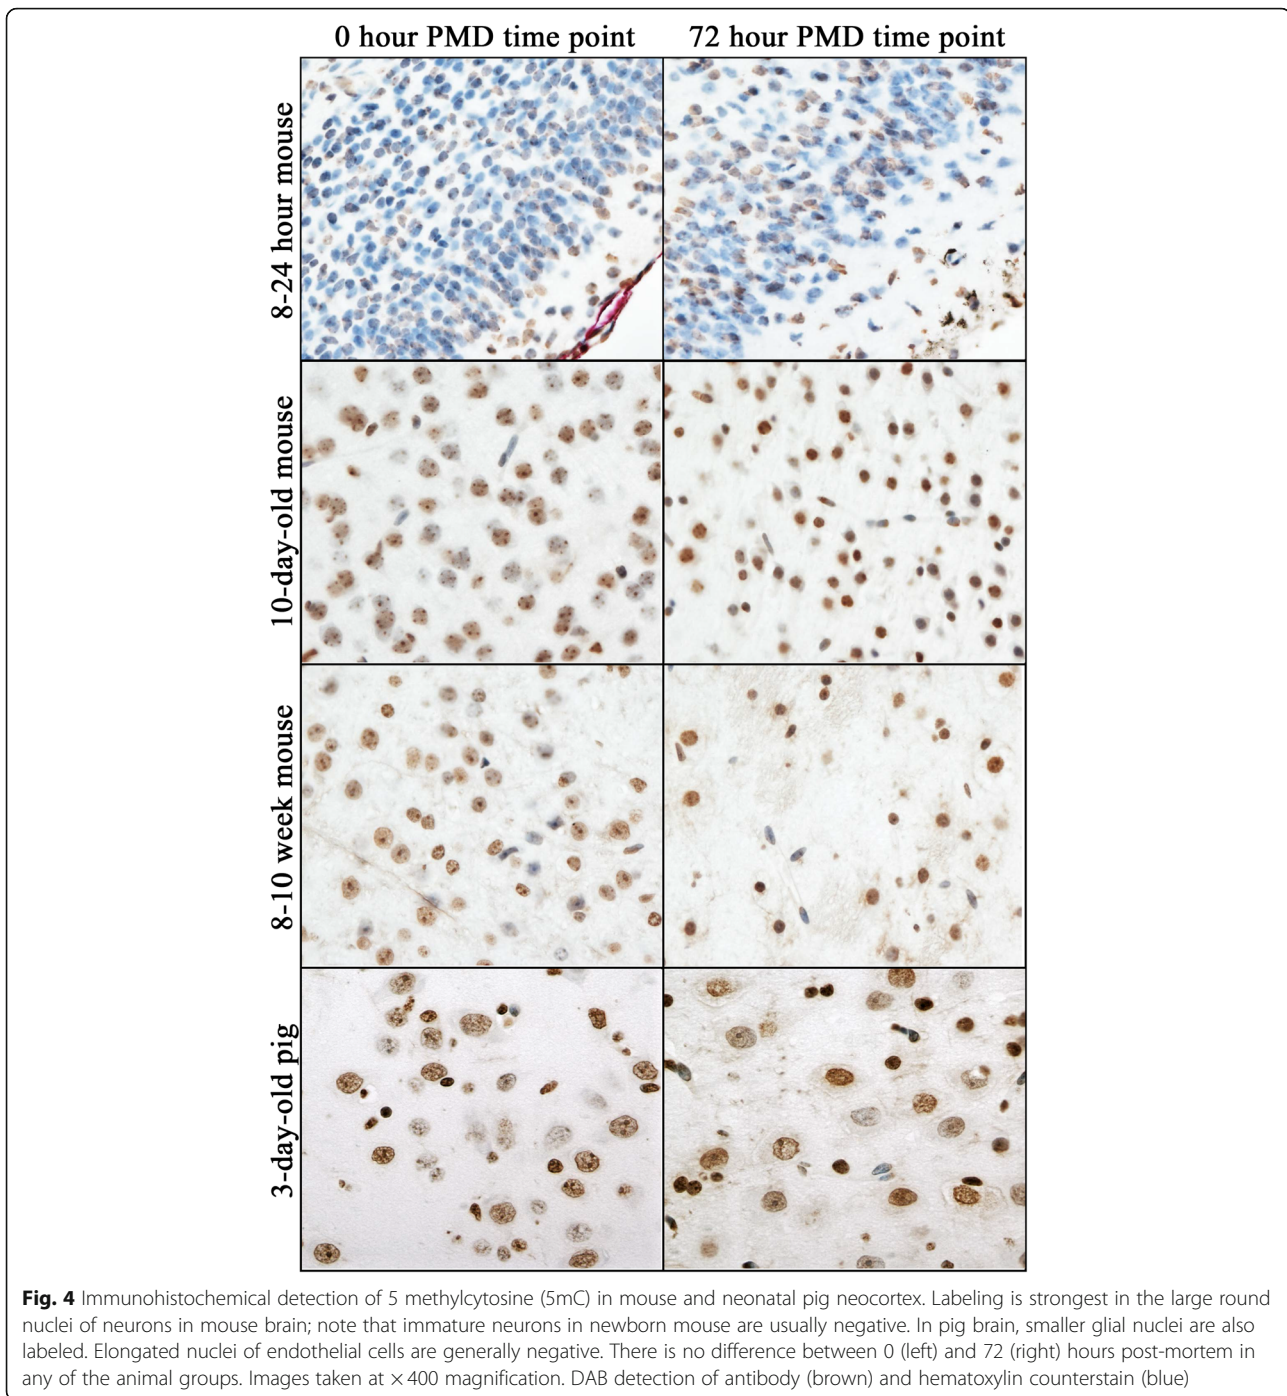 0 hour PMD time point
72 hour PMD time point
8-24 hour mouse
10-day-old mouse
8-10 week mouse
3-day-old pig
Fig. 4 Immunohistochemical detection of 5 methylcytosine (5mC) in mouse and neonatal pig neocortex. Labeling is strongest in the large round
nuclei of neurons in mouse brain; note that immature neurons in newborn mouse are usually negative. In pig brain, smaller glial nuclei are also
labeled. Elongated nuclei of endothelial cells are generally negative. There is no difference between 0 (left) and 72 (right) hours post-mortem in
any of the animal groups. Images taken at × 400 magnification. DAB detection of antibody (brown) and hematoxylin counterstain (blue)